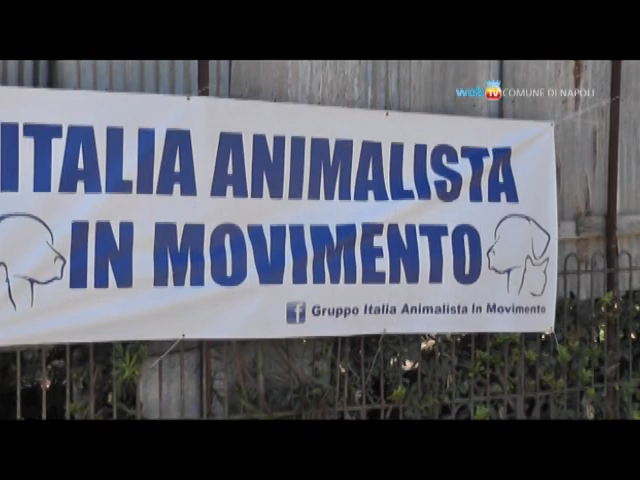 web TV COMUNE DI NAPOLI
ITALIA ANIMALISTA
IN MOVIMENTO
f Gruppo Italia Animalista In Movimento